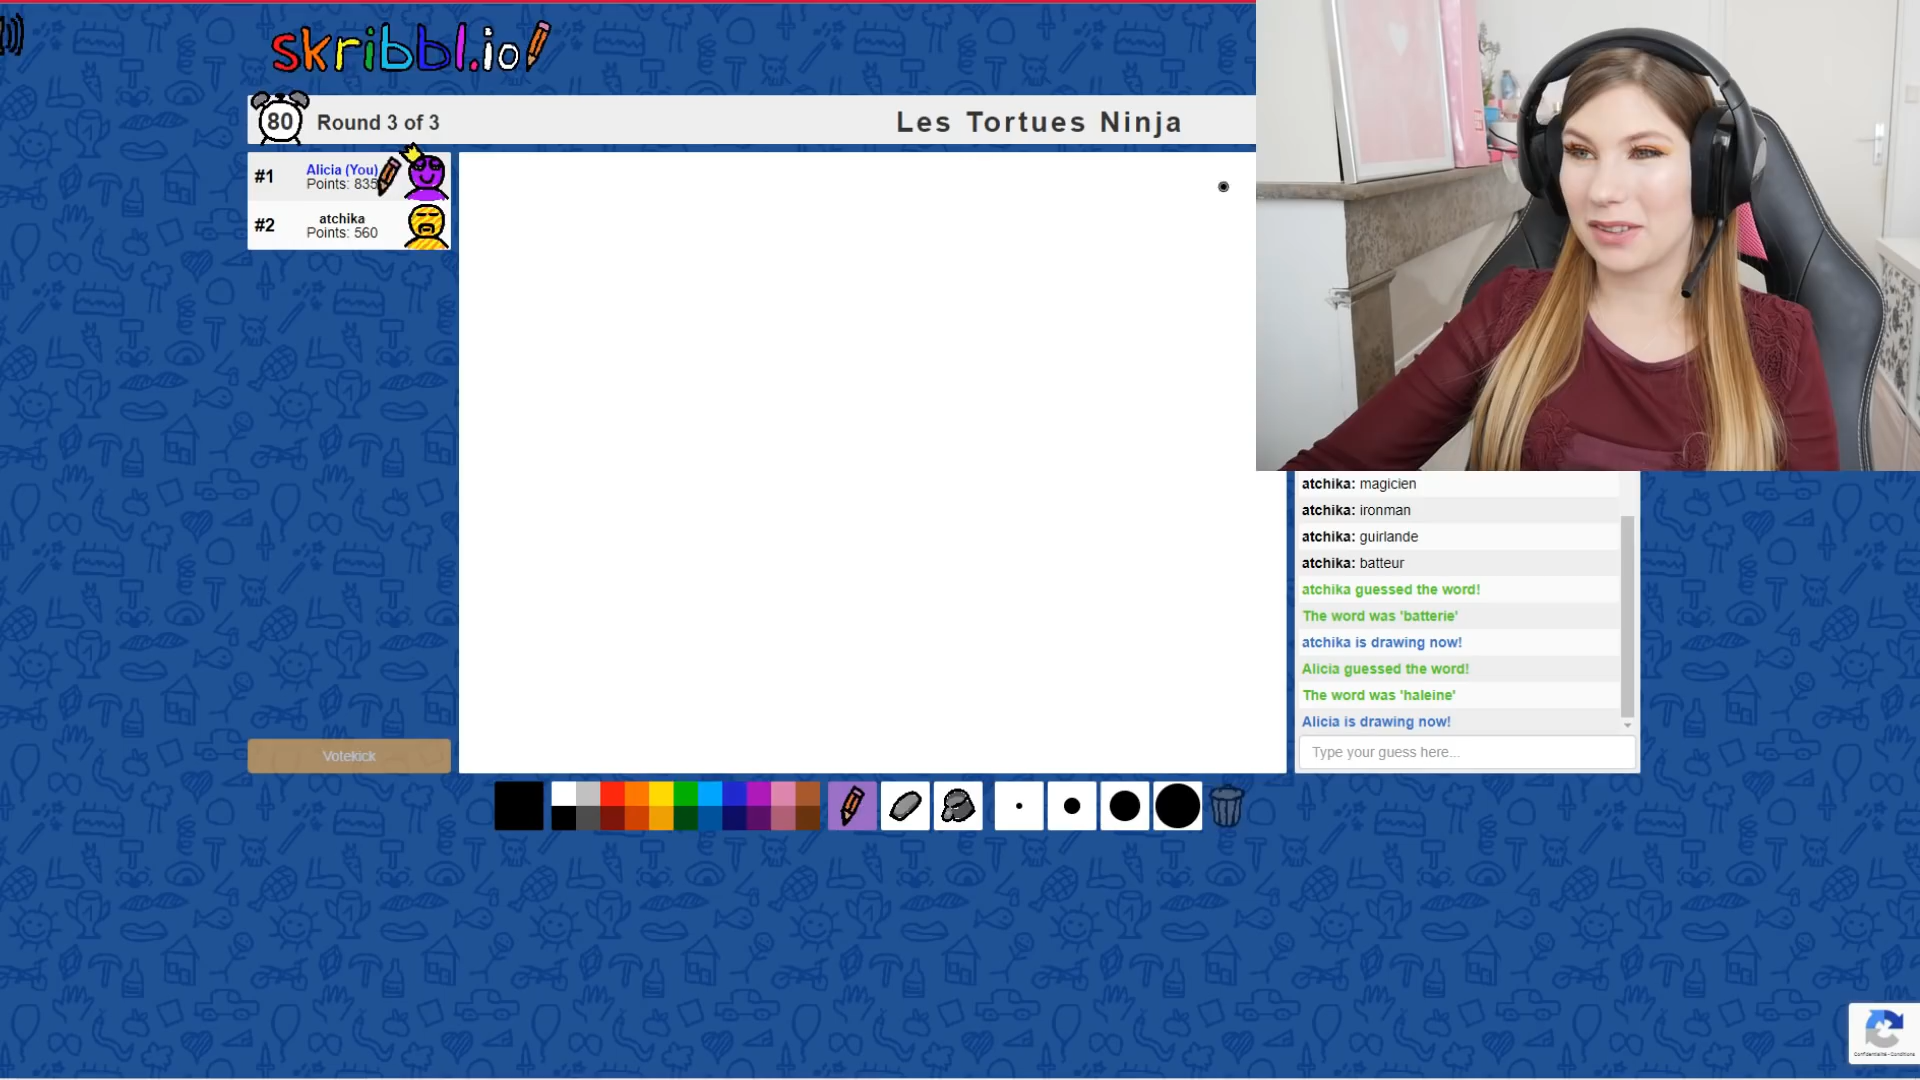 skribbl.io
80
Round 3 of 3
Les Tortues Ninja
#1
Alicia (You)
Points: 835
#2
atchika
Points: 560
atchika: magicien
atchika: ironman
atchika: guirlande
atchika: batteur
atchika guessed the word!
The word was 'batterie'
atchika is drawing now!
Alicia guessed the word!
The word was 'haleine'
Alicia is drawing now!
Votekick
Type your guess here...
Confidentialité - Conditions